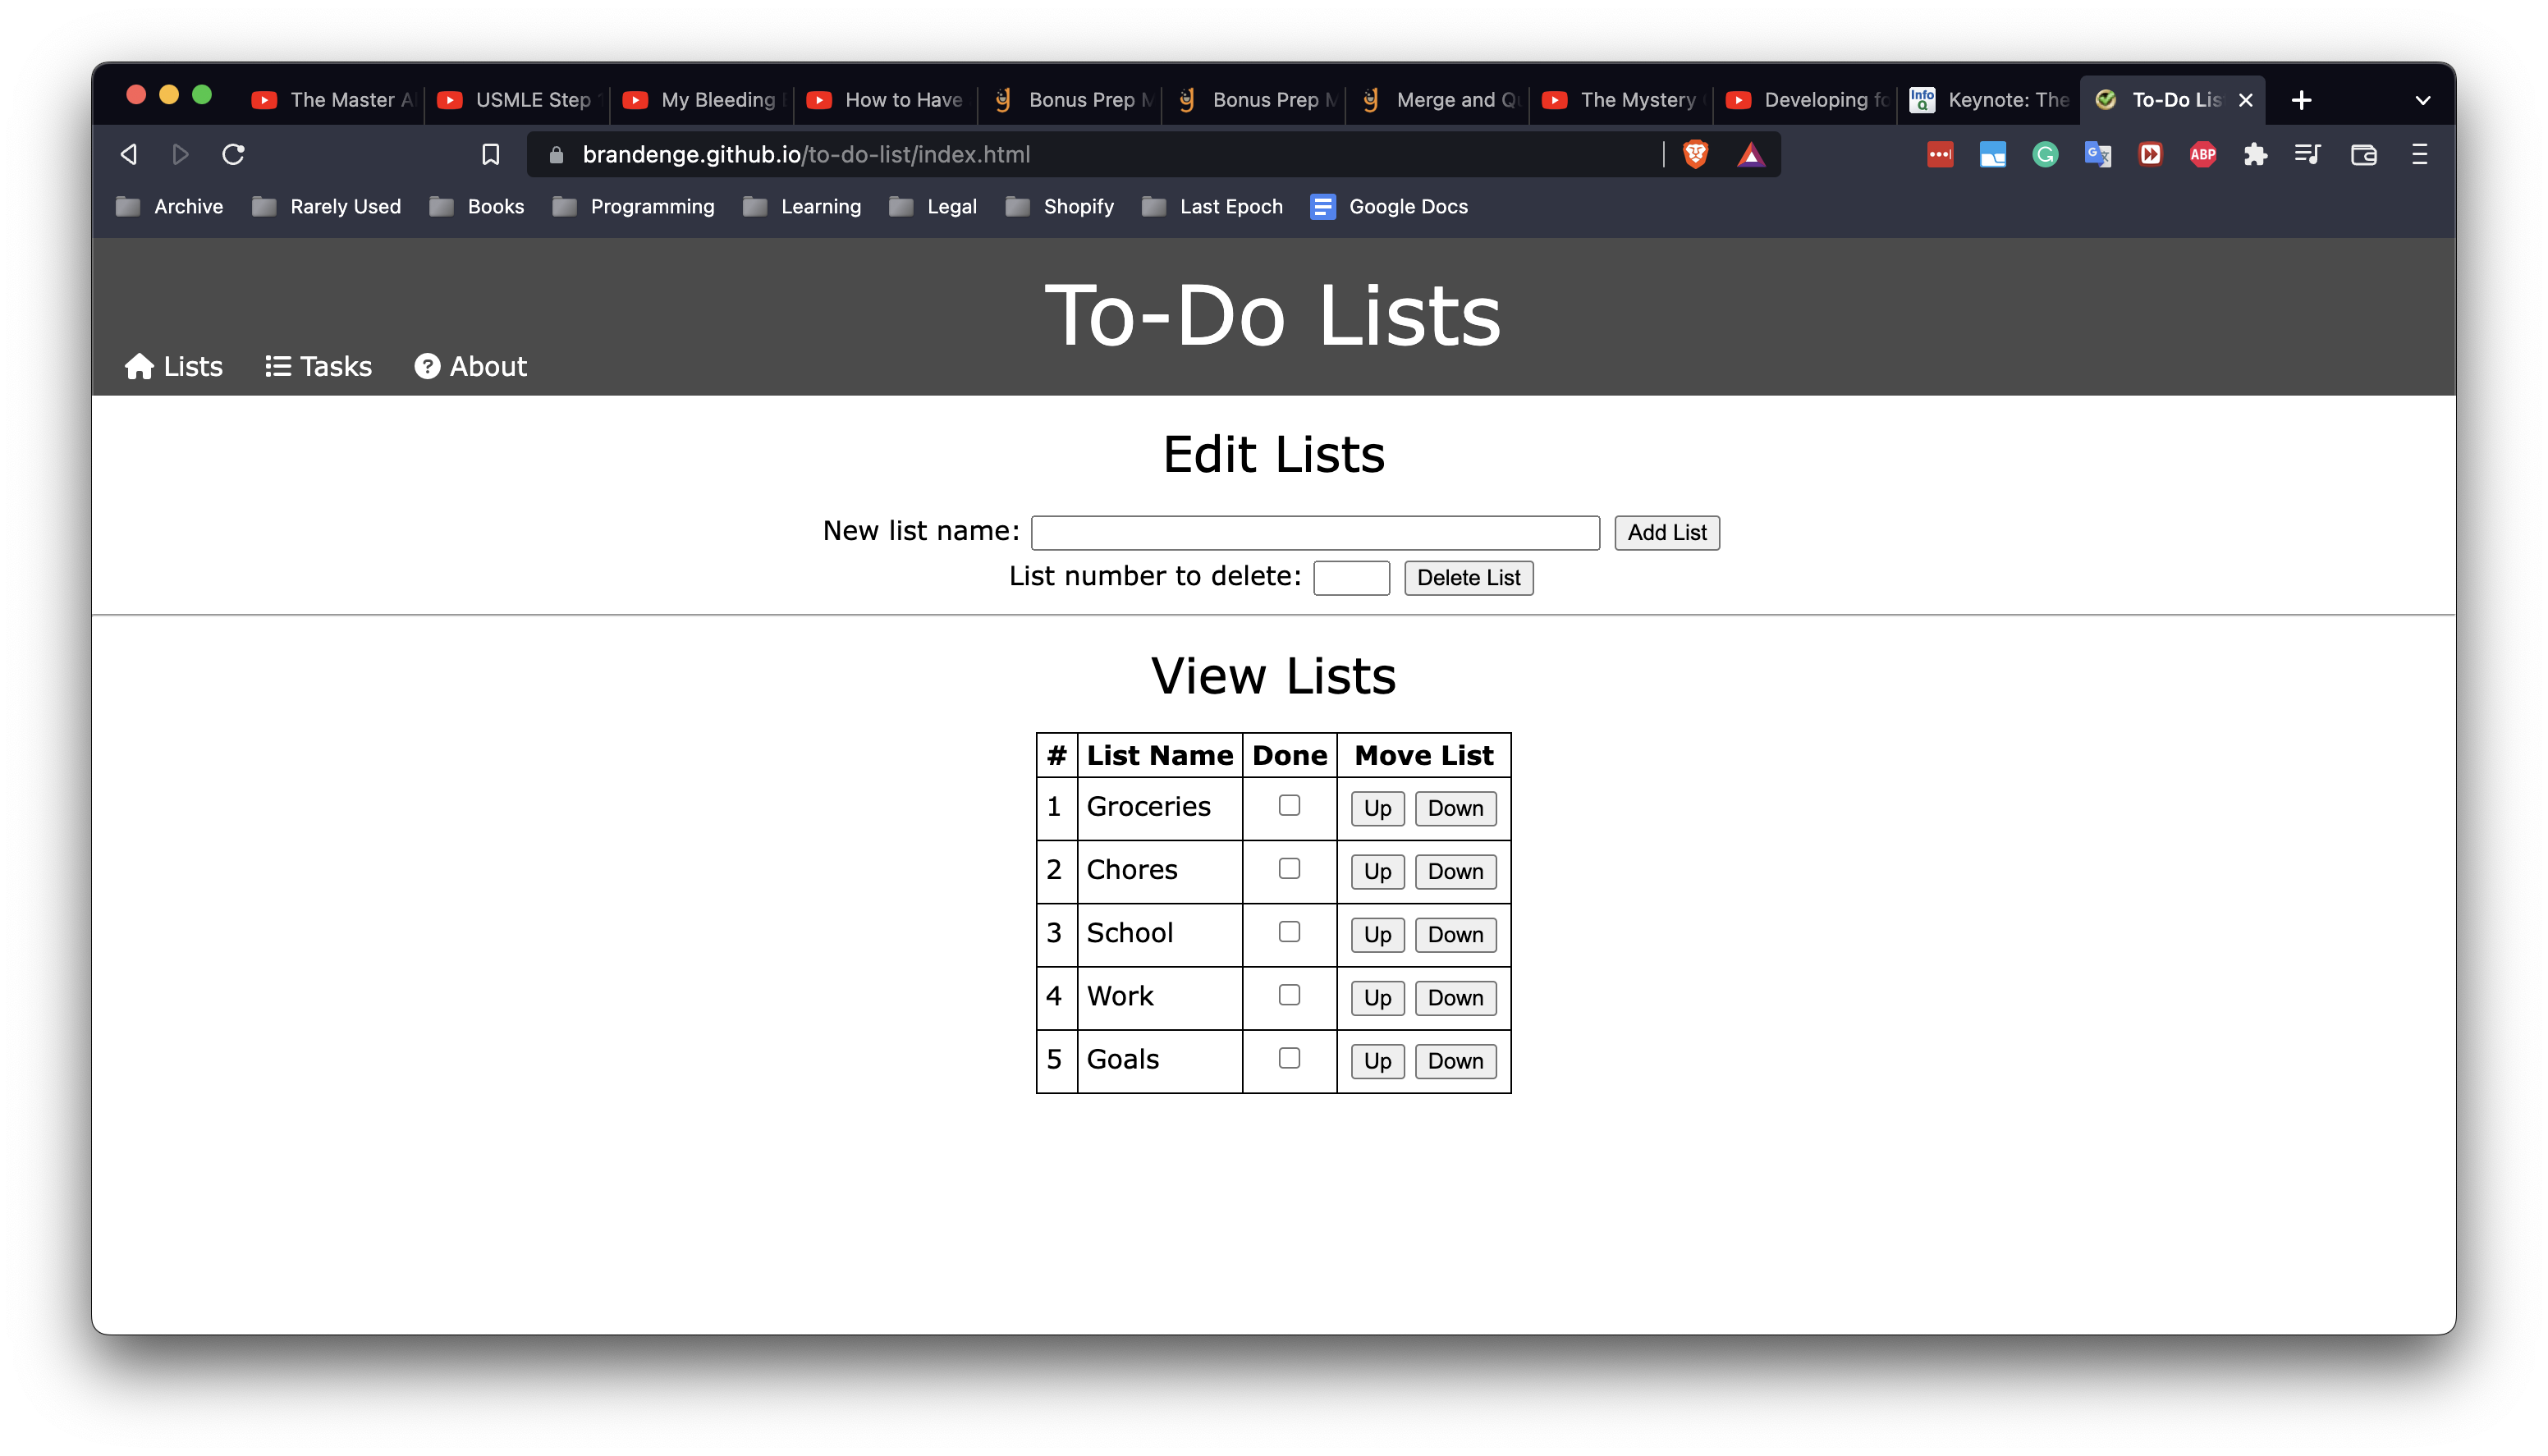 The Master A
USMLE Step
My Bleeding
How to Have
Bonus Prep M
Bonus Prep M
Merge and Qu
The Mystery
Developing fo
Info Q
Keynote: The
To-Do Lis
brandenge.github.io/to-do-list/index.html
ABP
Archive
Rarely Used
Books
Programming
Learning
Legal
Shopify
Last Epoch
Google Docs
To-Do Lists
Lists Tasks About
Edit Lists
New list name: Add List
List number to delete: Delete List
View Lists
# List Name Done Move List
1 Groceries Up Down
2 Chores Up Down
3 School Up Down
4 Work Up Down
5 Goals Up Down